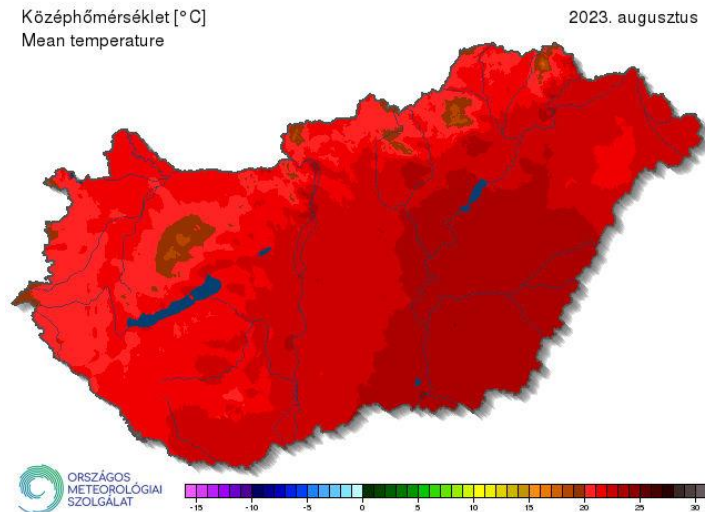 Középhőmérséklet [°C]
Mean temperature
2023. augusztus
ORSZÁGOS
METEOROLÓGIAI
SZOLGÁLAT
-15 -10 -5 0 5 10 15 20 25 30